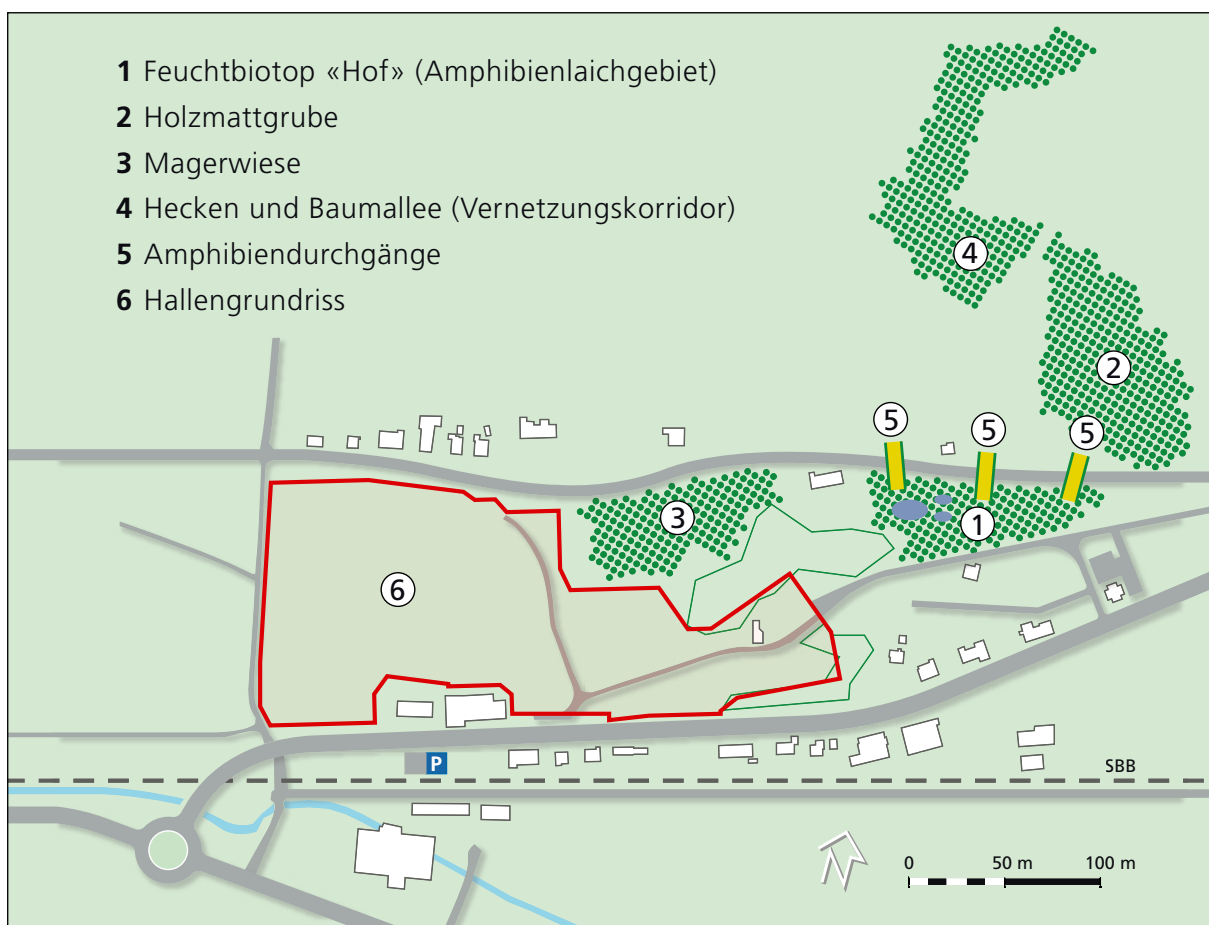 1 Feuchtbiotop «Hof» (Amphibienlaichgebiet)
2 Holzmattgrube
3 Magerwiese
4 Hecken und Baumallee (Vernetzungskorridor)
5 Amphibiendurchgänge
6 Hallengrundriss
4
2
5
5
5
3
1
6
P
SBB
N
0 50 m 100 m